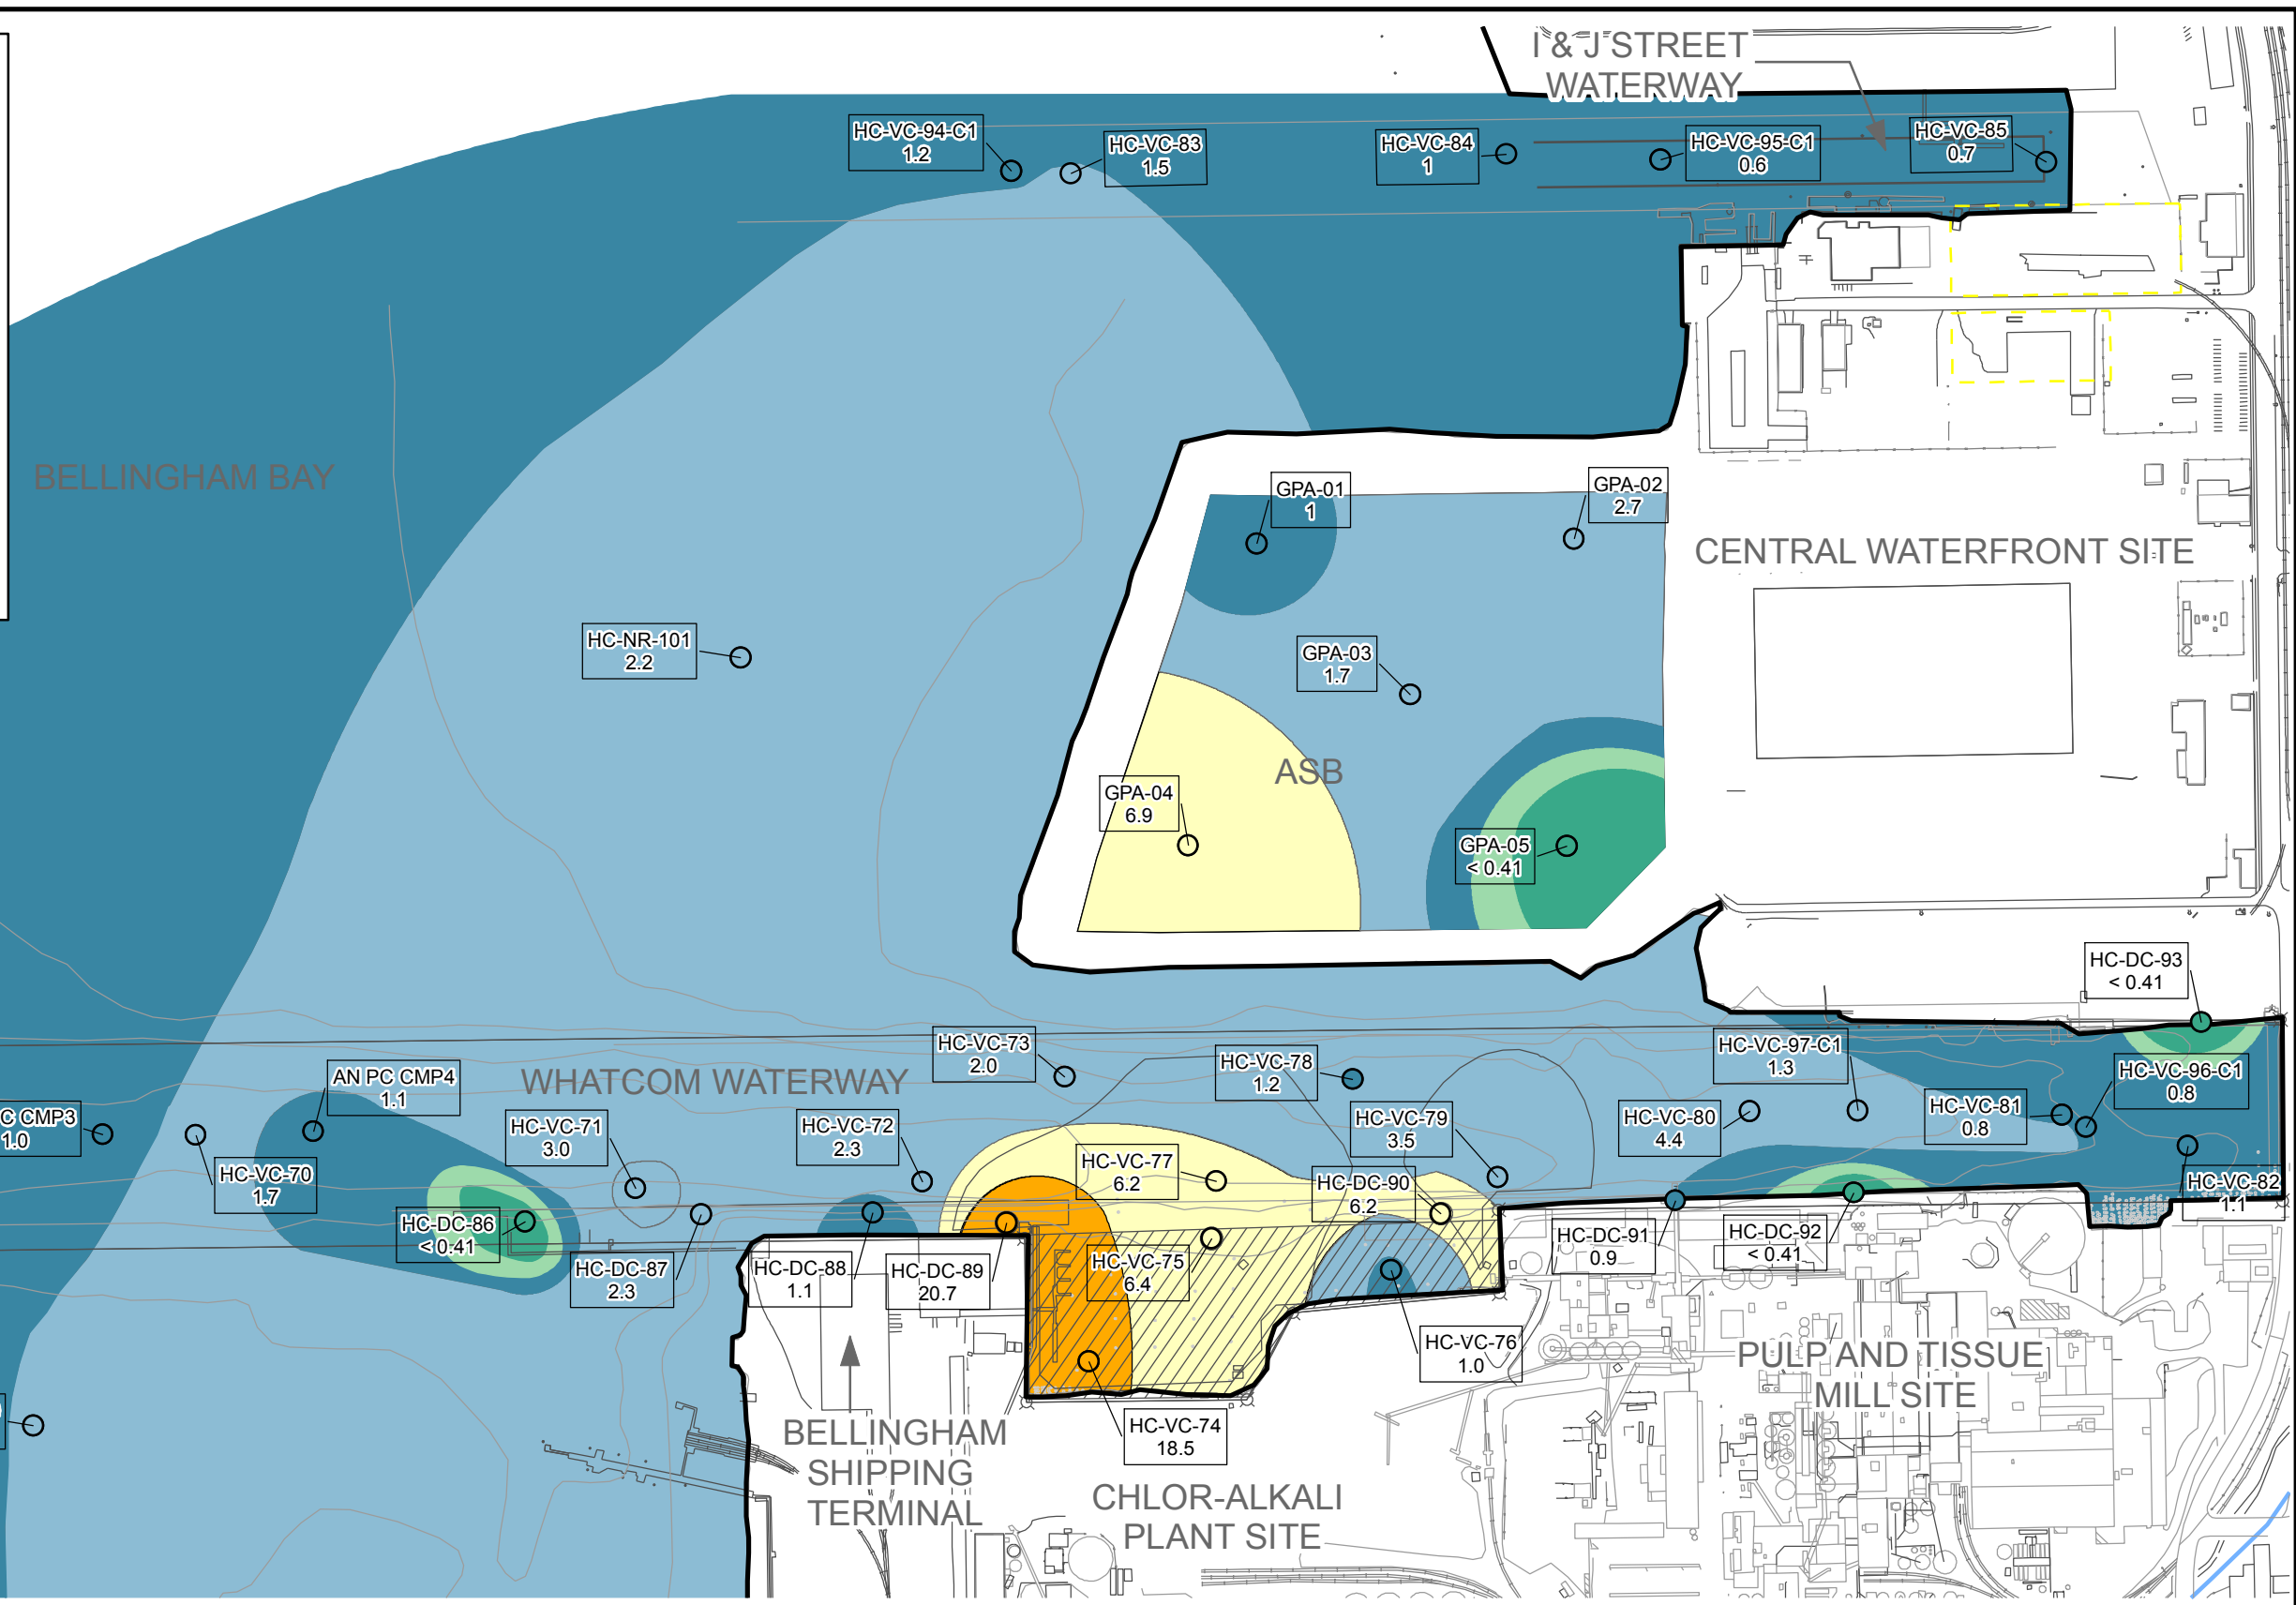 I & J STREET
WATERWAY
HC-VC-94-C1
1.2
HC-VC-83
1.5
HC-VC-84
1
HC-VC-95-C1
0.6
HC-VC-85
0.7
BELLINGHAM BAY
GPA-01
1
GPA-02
2.7
CENTRAL WATERFRONT SITE
HC-NR-101
2.2
GPA-03
1.7
ASB
GPA-04
6.9
GPA-05
< 0.41
HC-DC-93
< 0.41
HC-VC-73
2.0
HC-VC-78
1.2
HC-VC-97-C1
1.3
HC-VC-96-C1
0.8
AN PC CMP4
1.1
WHATCOM WATERWAY
C CMP3
1.0
HC-VC-71
3.0
HC-VC-72
2.3
HC-VC-79
3.5
HC-VC-80
4.4
HC-VC-81
0.8
HC-VC-70
1.7
HC-VC-77
6.2
HC-DC-90
6.2
HC-VC-82
1.1
HC-DC-86
< 0.41
HC-DC-87
2.3
HC-DC-88
1.1
HC-DC-89
20.7
HC-VC-75
6.4
HC-DC-91
0.9
HC-DC-92
< 0.41
HC-VC-76
1.0
PULP AND TISSUE
MILL SITE
HC-VC-74
18.5
BELLINGHAM
SHIPPING
TERMINAL
CHLOR-ALKALI
PLANT SITE